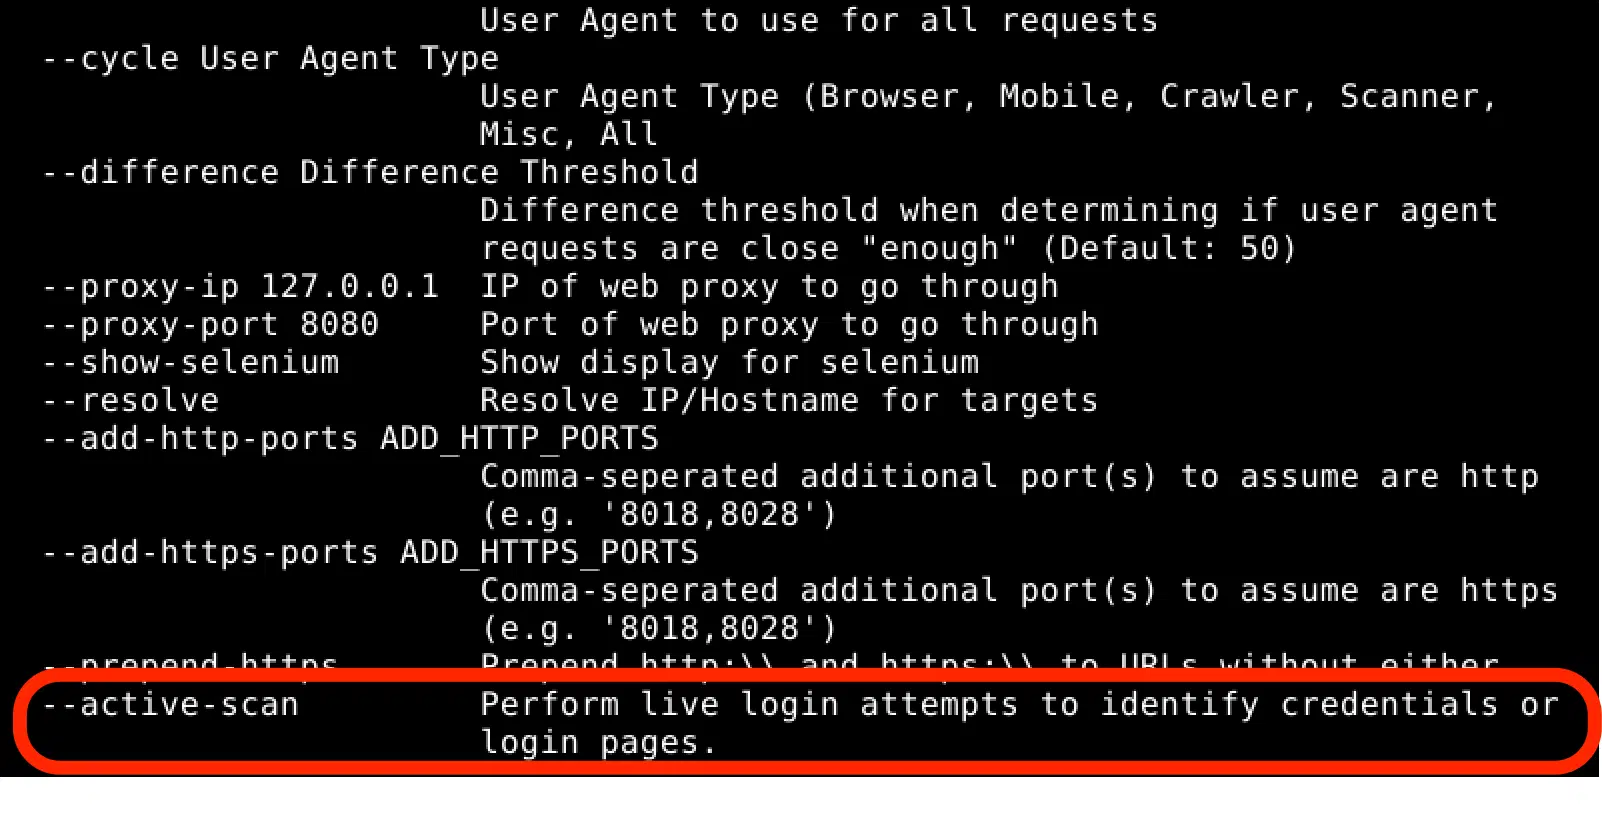 User Agent to use for all requests
--cycle User Agent Type
User Agent Type (Browser, Mobile, Crawler, Scanner,
Misc, All
--difference Difference Threshold
Difference threshold when determining if user agent
requests are close "enough" (Default: 50)
--proxy-ip 127.0.0.1 IP of web proxy to go through
--proxy-port 8080 Port of web proxy to go through
--show-selenium Show display for selenium
--resolve Resolve IP/Hostname for targets
--add-http-ports ADD_HTTP_PORTS
Comma-seperated additional port(s) to assume are http
(e.g. '8018,8028')
--add-https-ports ADD_HTTPS_PORTS
Comma-seperated additional port(s) to assume are https
(e.g. '8018,8028')
--prepend-https Prepend http:\\ and https:\\ to URLs without either
--active-scan Perform live login attempts to identify credentials or
login pages.